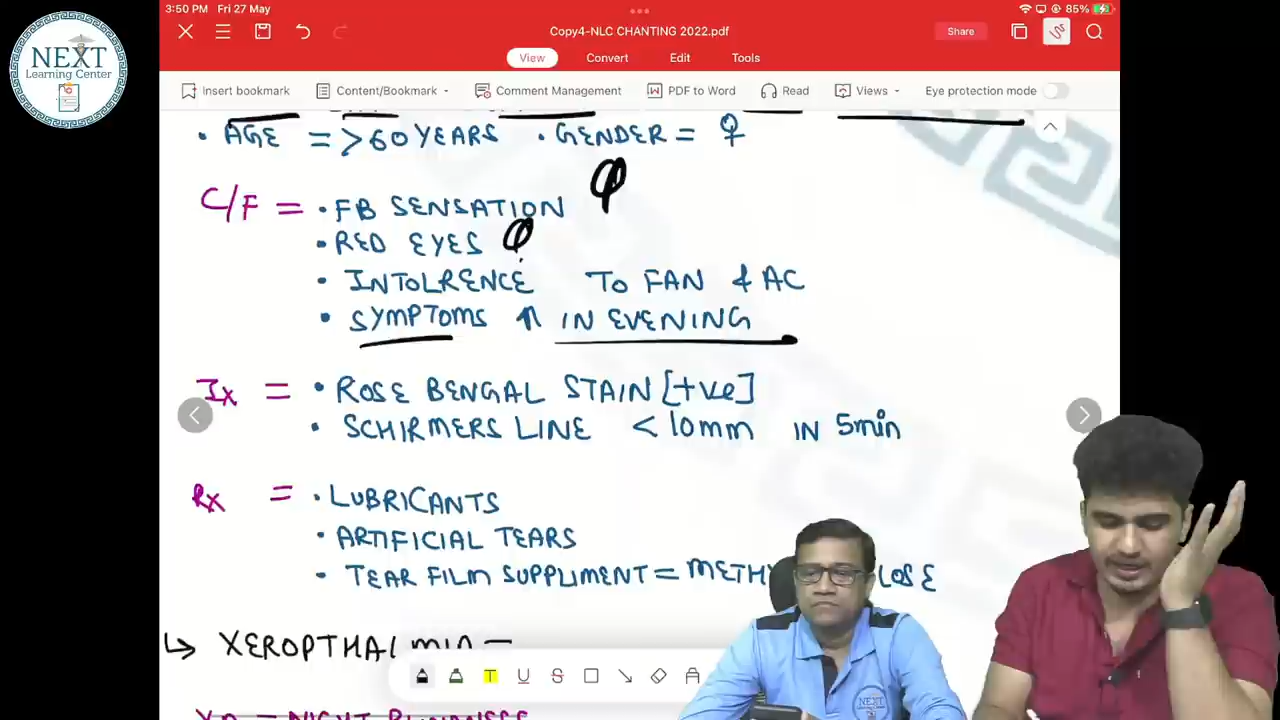 3:50 PM Fri 27 May
85%
NEXT
Learning Center
Copy4-NLC CHANTING 2022.pdf
Share
View Convert Edit Tools
Insert bookmark Content/Bookmark Comment Management PDF to Word Read Views Eye protection mode
• AGE = >60 YEARS • GENDER = ♀
C/F = • FB SENSATION
• RED EYES
• INTOLRENCE TO FAN & AC
• SYMPTOMS ↑ IN EVENING
Ix = • ROSE BENGAL STAIN [+ve]
• SCHIRMERS LINE < 10mm IN 5min
Rx = • LUBRICANTS
• ARTIFICIAL TEARS
• TEAR FILM SUPPLIMENT =
↳ XEROPTHALMIA =
T U S
NEXT